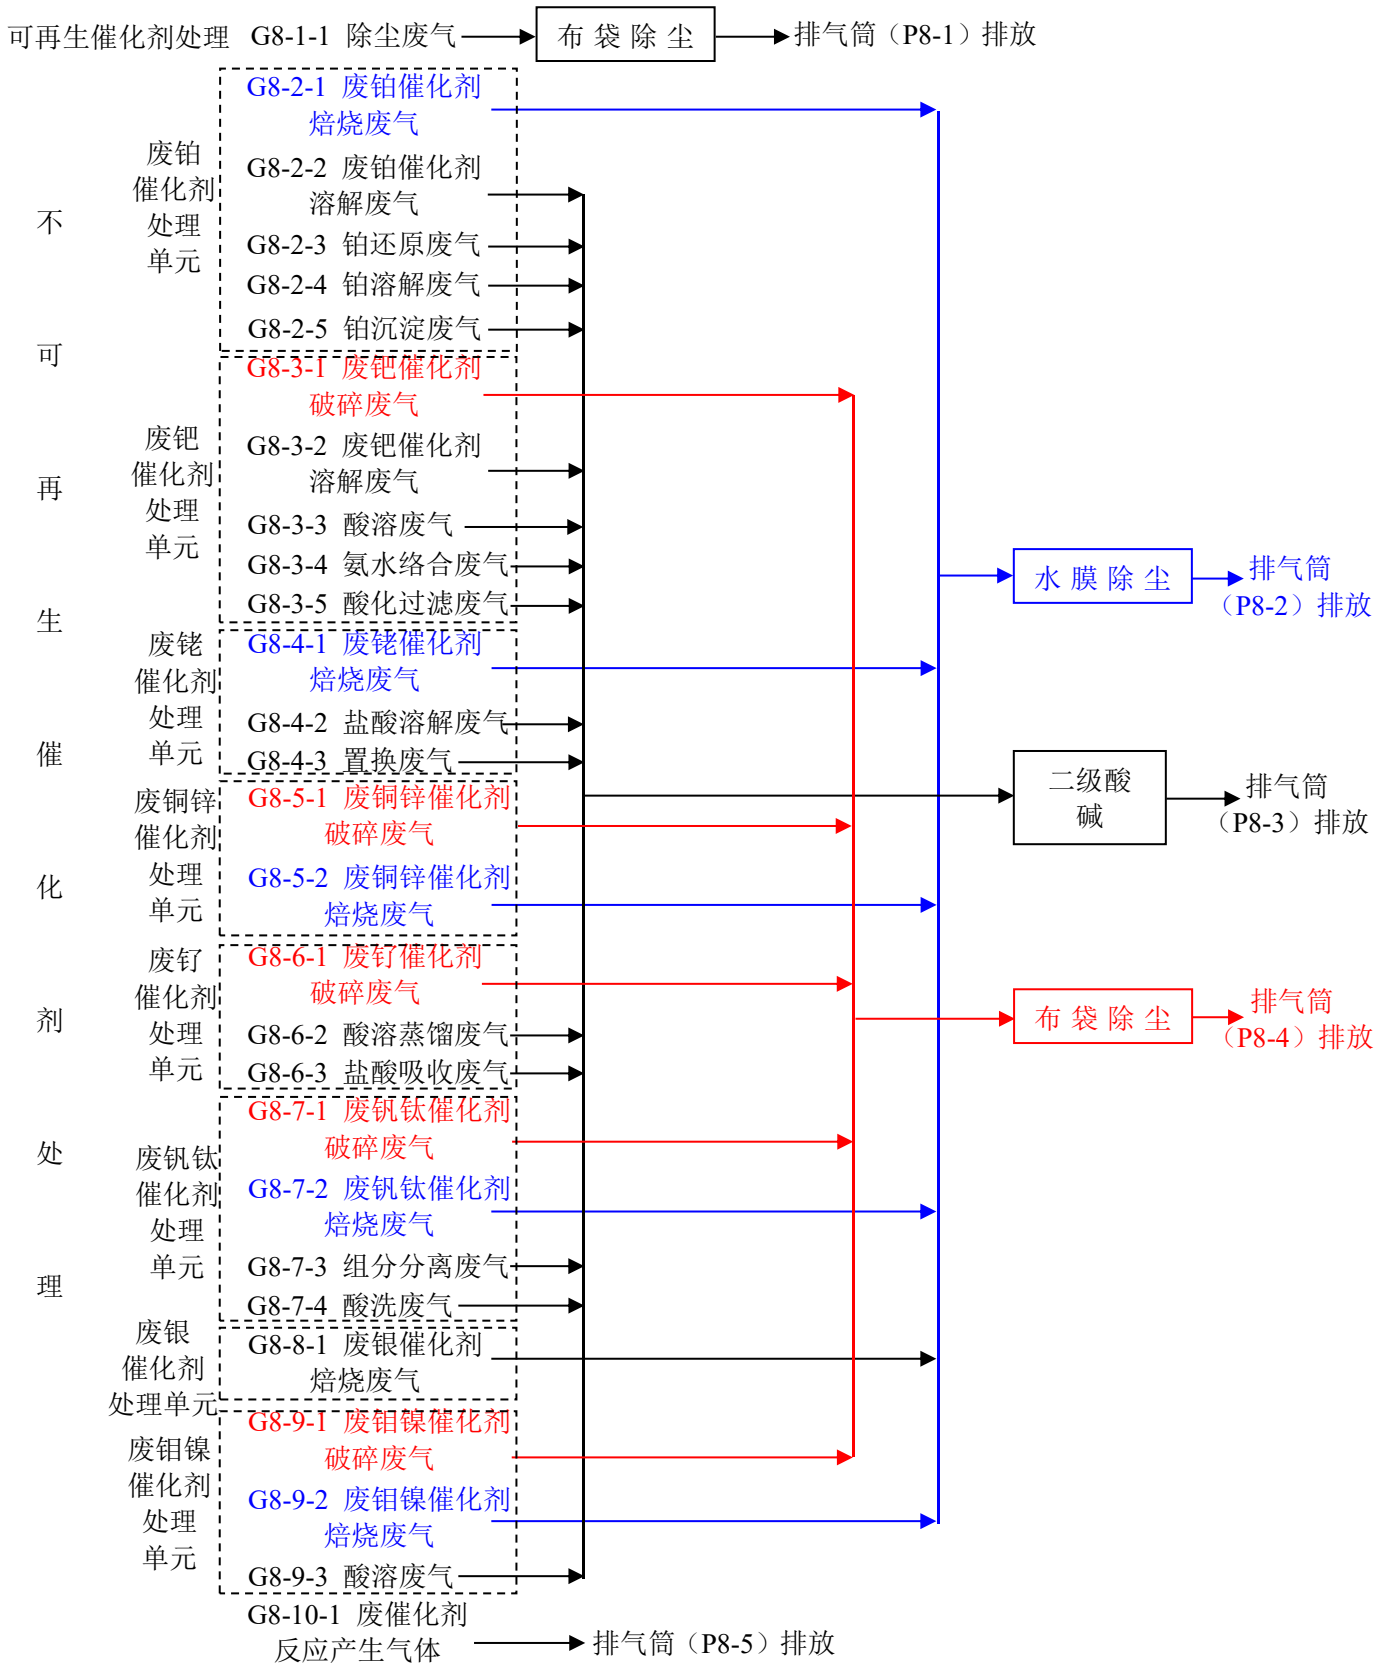 可再生催化剂处理 G8-1-1 除尘废气
布袋除尘
排气筒（P8-1）排放
不可再生催化剂处理
废铂
催化剂
处理
单元
G8-2-1 废铂催化剂
焙烧废气
G8-2-2 废铂催化剂
溶解废气
G8-2-3 铂还原废气
G8-2-4 铂溶解废气
G8-2-5 铂沉淀废气
废钯
催化剂
处理
单元
G8-3-1 废钯催化剂
破碎废气
G8-3-2 废钯催化剂
溶解废气
G8-3-3 酸溶废气
G8-3-4 氨水络合废气
G8-3-5 酸化过滤废气
废铑
催化剂
处理
单元
G8-4-1 废铑催化剂
焙烧废气
G8-4-2 盐酸溶解废气
G8-4-3 置换废气
废铜锌
催化剂
处理
单元
G8-5-1 废铜锌催化剂
破碎废气
G8-5-2 废铜锌催化剂
焙烧废气
废钌
催化剂
处理
单元
G8-6-1 废钌催化剂
破碎废气
G8-6-2 酸溶蒸馏废气
G8-6-3 盐酸吸收废气
废钒钛
催化剂
处理
单元
G8-7-1 废钒钛催化剂
破碎废气
G8-7-2 废钒钛催化剂
焙烧废气
G8-7-3 组分分离废气
G8-7-4 酸洗废气
废银
催化剂
处理单元
G8-8-1 废银催化剂
焙烧废气
废钼镍
催化剂
处理
单元
G8-9-1 废钼镍催化剂
破碎废气
G8-9-2 废钼镍催化剂
焙烧废气
G8-9-3 酸溶废气
G8-10-1 废催化剂
反应产生气体
排气筒（P8-5）排放
水膜除尘
排气筒
（P8-2）排放
二级酸
碱
排气筒
（P8-3）排放
布袋除尘
排气筒
（P8-4）排放